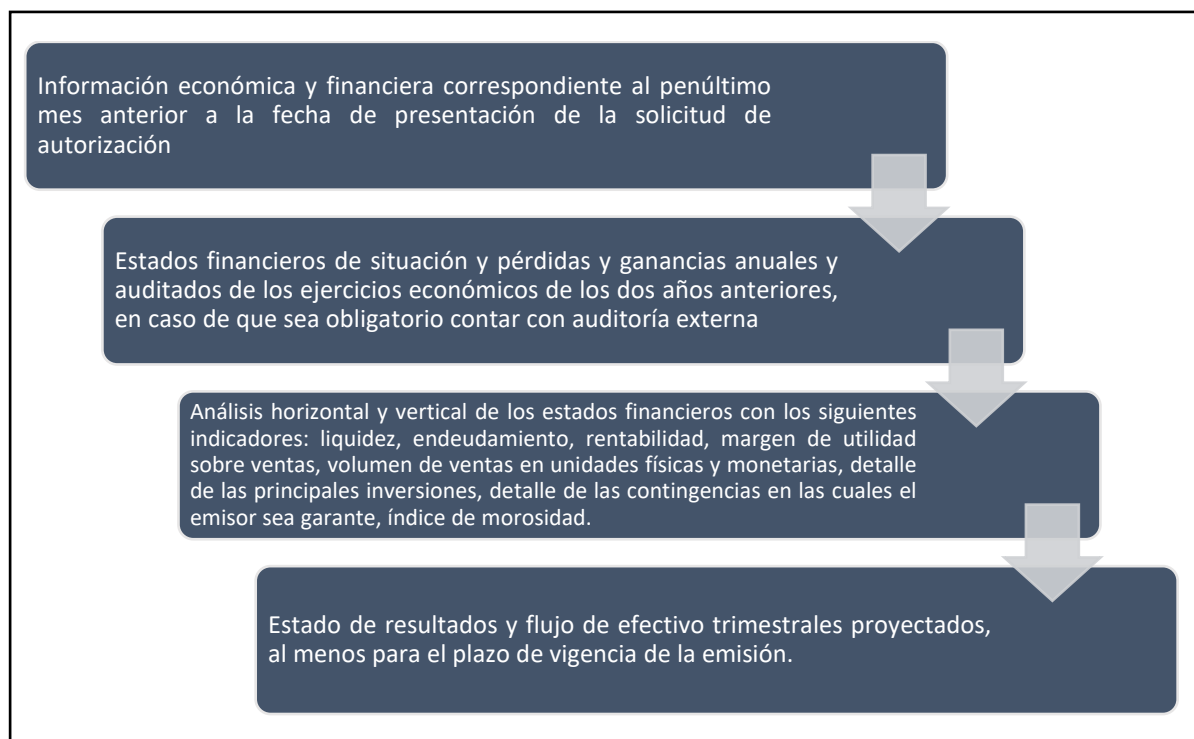 Información económica y financiera correspondiente al penúltimo
mes anterior a la fecha de presentación de la solicitud de
autorización
Estados financieros de situación y pérdidas y ganancias anuales y
auditados de los ejercicios económicos de los dos años anteriores,
en caso de que sea obligatorio contar con auditoría externa
Análisis horizontal y vertical de los estados financieros con los siguientes
indicadores: liquidez, endeudamiento, rentabilidad, margen de utilidad
sobre ventas, volumen de ventas en unidades físicas y monetarias, detalle
de las principales inversiones, detalle de las contingencias en las cuales el
emisor sea garante, índice de morosidad.
Estado de resultados y flujo de efectivo trimestrales proyectados,
al menos para el plazo de vigencia de la emisión.